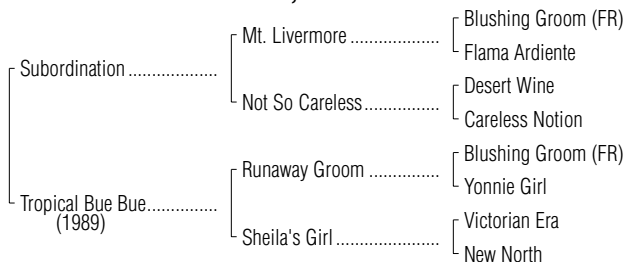 Blushing Groom (FR)
Mt. Livermore ....................
Flama Ardiente
Subordination ....................
Desert Wine
Not So Careless.................
Careless Notion
Blushing Groom (FR)
Runaway Groom ................
Yonnie Girl
Tropical Bue Bue...............
(1989)
Victorian Era
Sheila's Girl .......................
New North